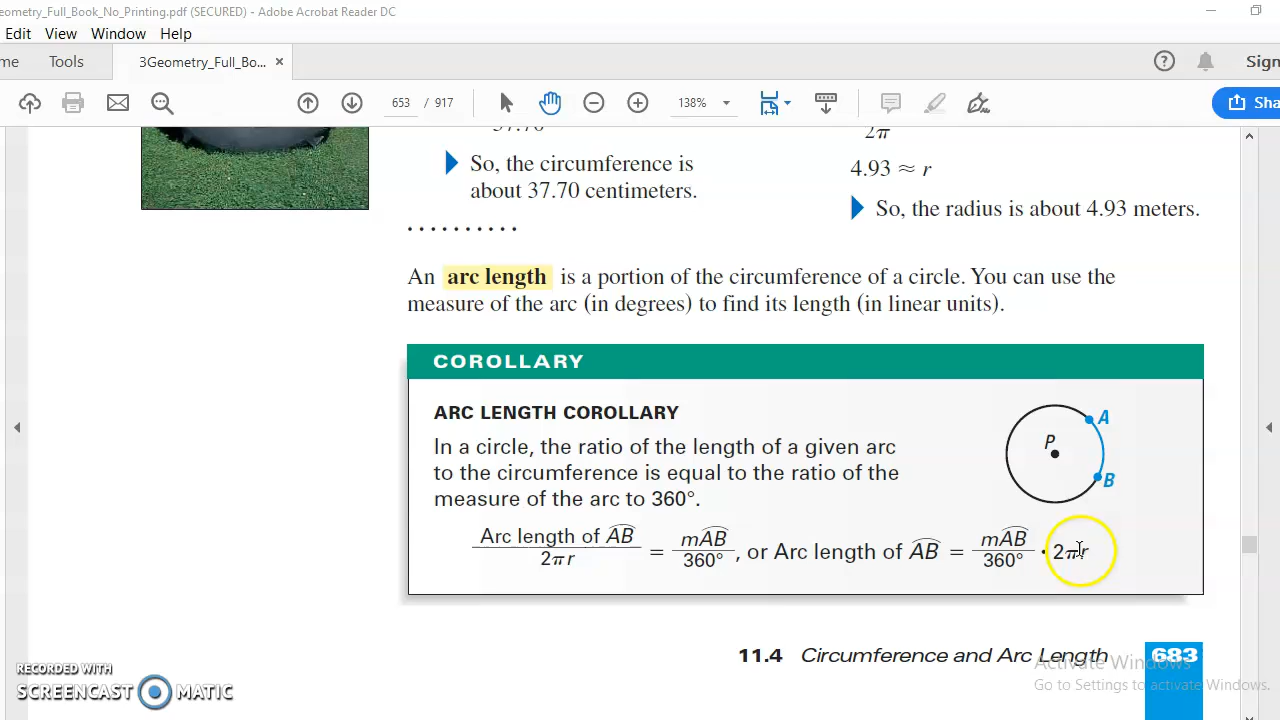 eometry_Full_Book_No_Printing.pdf (SECURED) - Adobe Acrobat Reader DC
Edit View Window Help
me Tools 3Geometry_Full_Bo... × Sign
653 / 917 138% Sha
37.70
2π
So, the circumference is
about 37.70 centimeters.
4.93 ≈ r
So, the radius is about 4.93 meters.
An arc length is a portion of the circumference of a circle. You can use the
measure of the arc (in degrees) to find its length (in linear units).
COROLLARY
ARC LENGTH COROLLARY
In a circle, the ratio of the length of a given arc
to the circumference is equal to the ratio of the
measure of the arc to 360°.
P
A
B
Arc length of AB / 2πr = mAB / 360°, or Arc length of AB = mAB / 360° • 2πr
11.4 Circumference and Arc Length 683
Activate Windows
Go to Settings to activate Windows.
RECORDED WITH
SCREENCAST MATIC